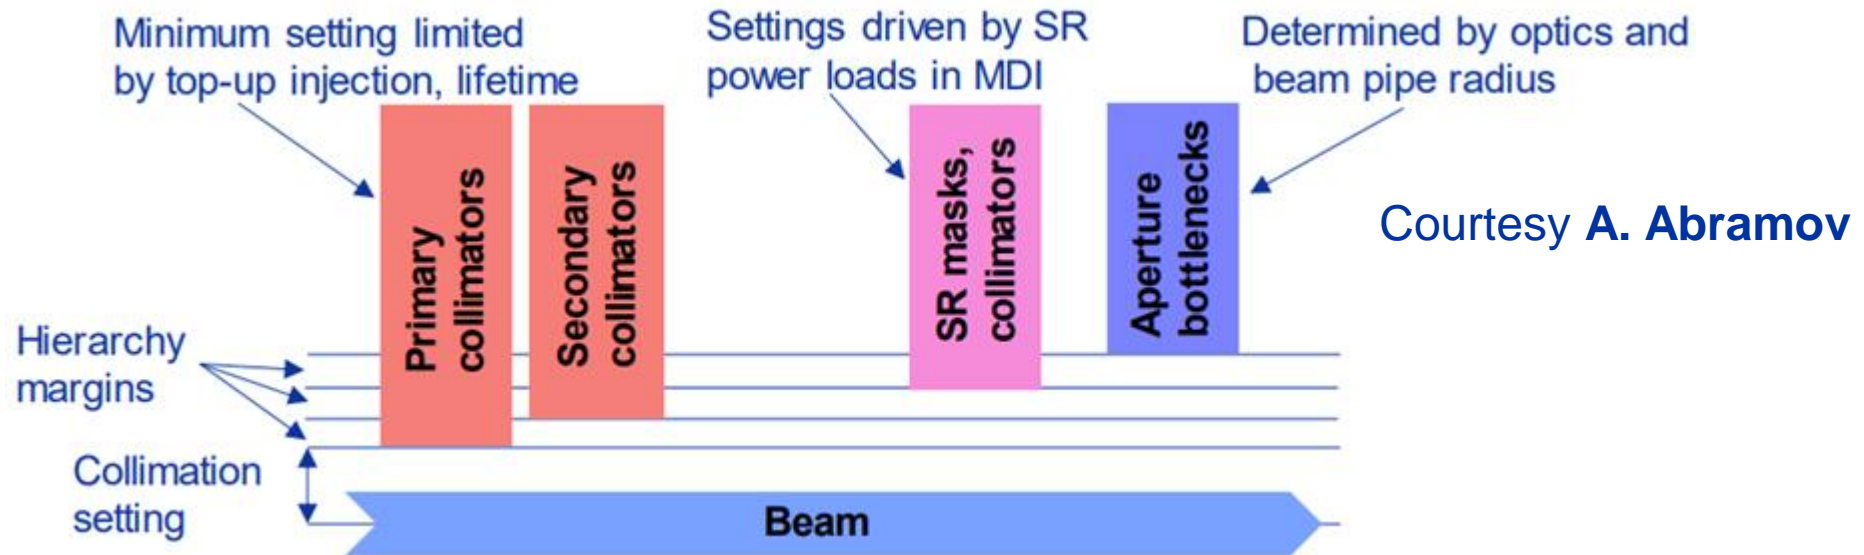 Minimum setting limited
by top-up injection, lifetime
Settings driven by SR
power loads in MDI
Determined by optics and
beam pipe radius
Primary
collimators
Secondary
collimators
SR masks,
collimators
Aperture
bottlenecks
Courtesy A. Abramov
Hierarchy
margins
Collimation
setting
Beam